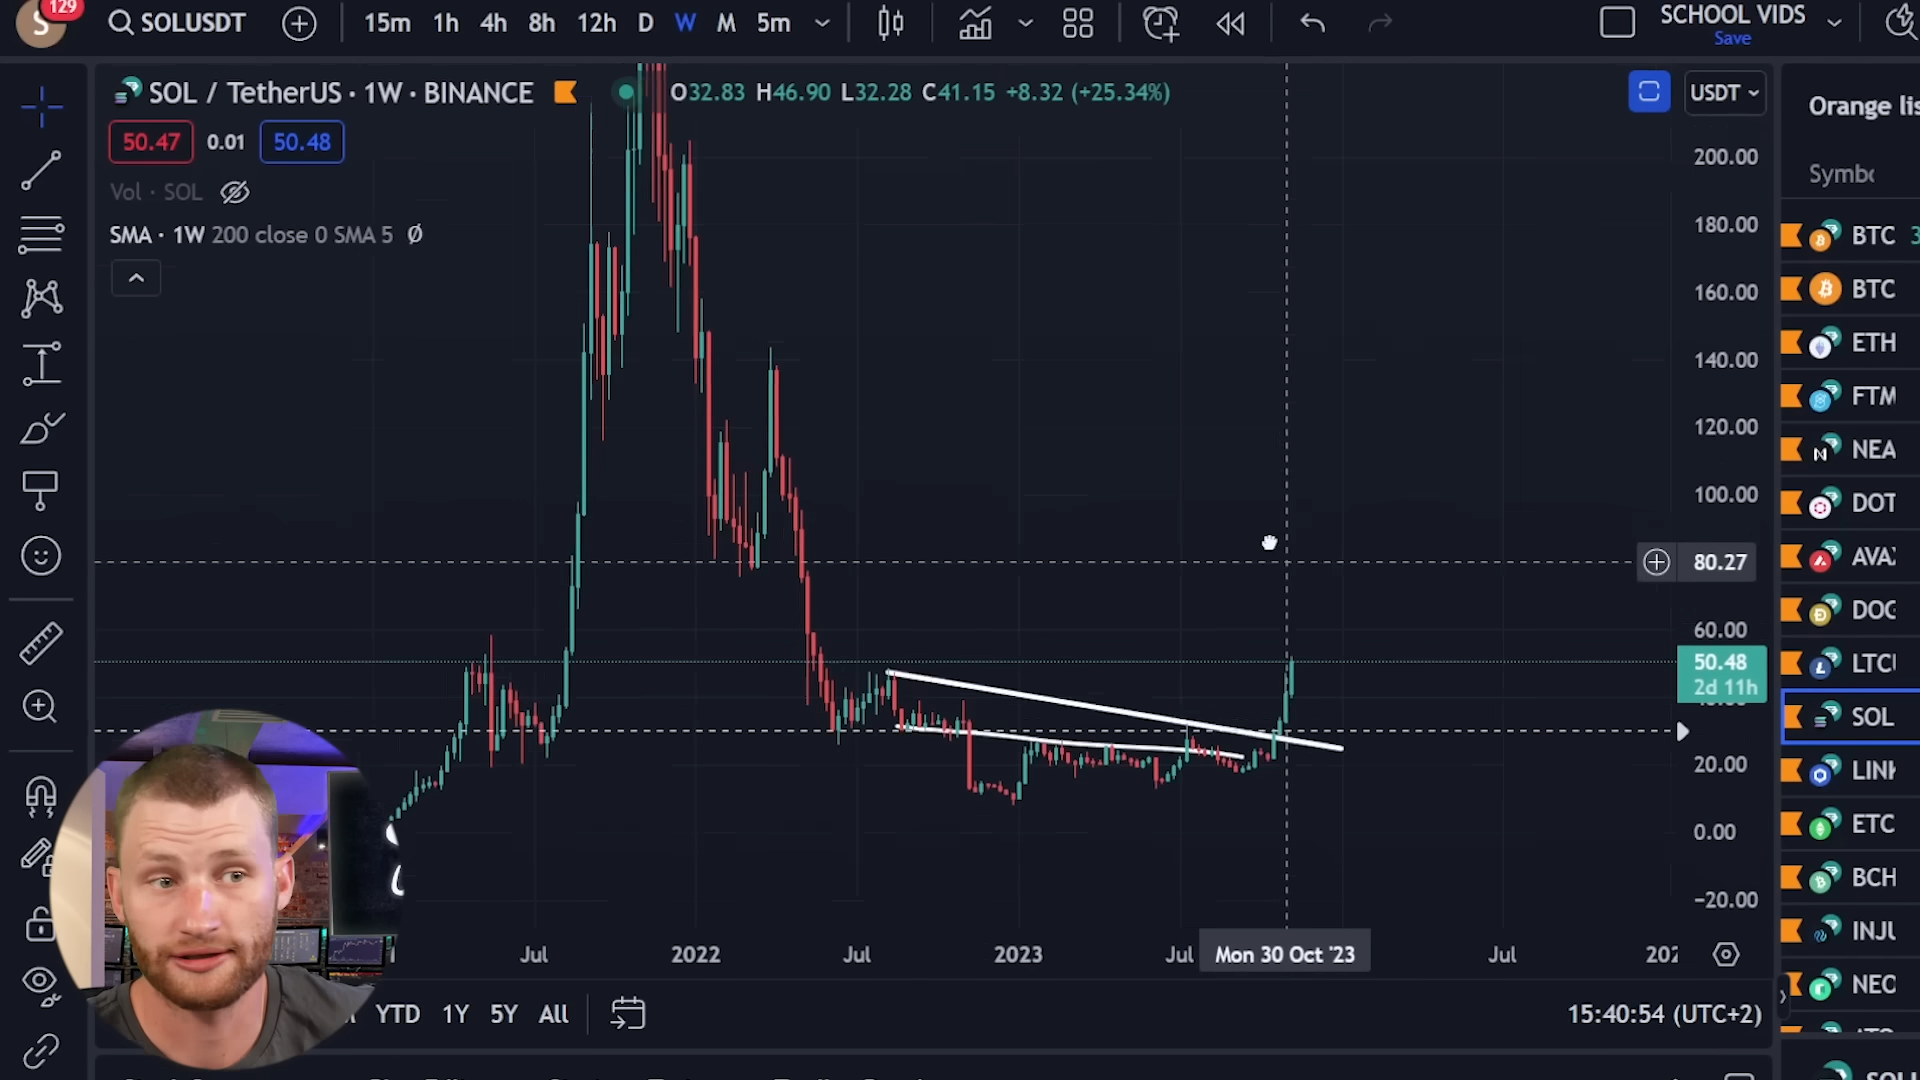 129
S
SOLUSDT
15m 1h 4h 8h 12h D W M 5m
SCHOOL VIDS
Save
SOL / TetherUS · 1W · BINANCE
O32.83 H46.90 L32.28 C41.15 +8.32 (+25.34%)
USDT
50.47 0.01 50.48
Vol · SOL
SMA · 1W 200 close 0 SMA 5
200.00
180.00
160.00
140.00
120.00
100.00
80.27
60.00
50.48
2d 11h
20.00
0.00
−20.00
Jul 2022 Jul 2023 Jul Mon 30 Oct '23 Jul 202
YTD 1Y 5Y All
15:40:54 (UTC+2)
Orange lis
Symbo
BTC 3
BTC
ETH
FTM
NEA
DOT
AVAX
DOG
LTCU
SOL
LINK
ETC
BCH
INJU
NEO